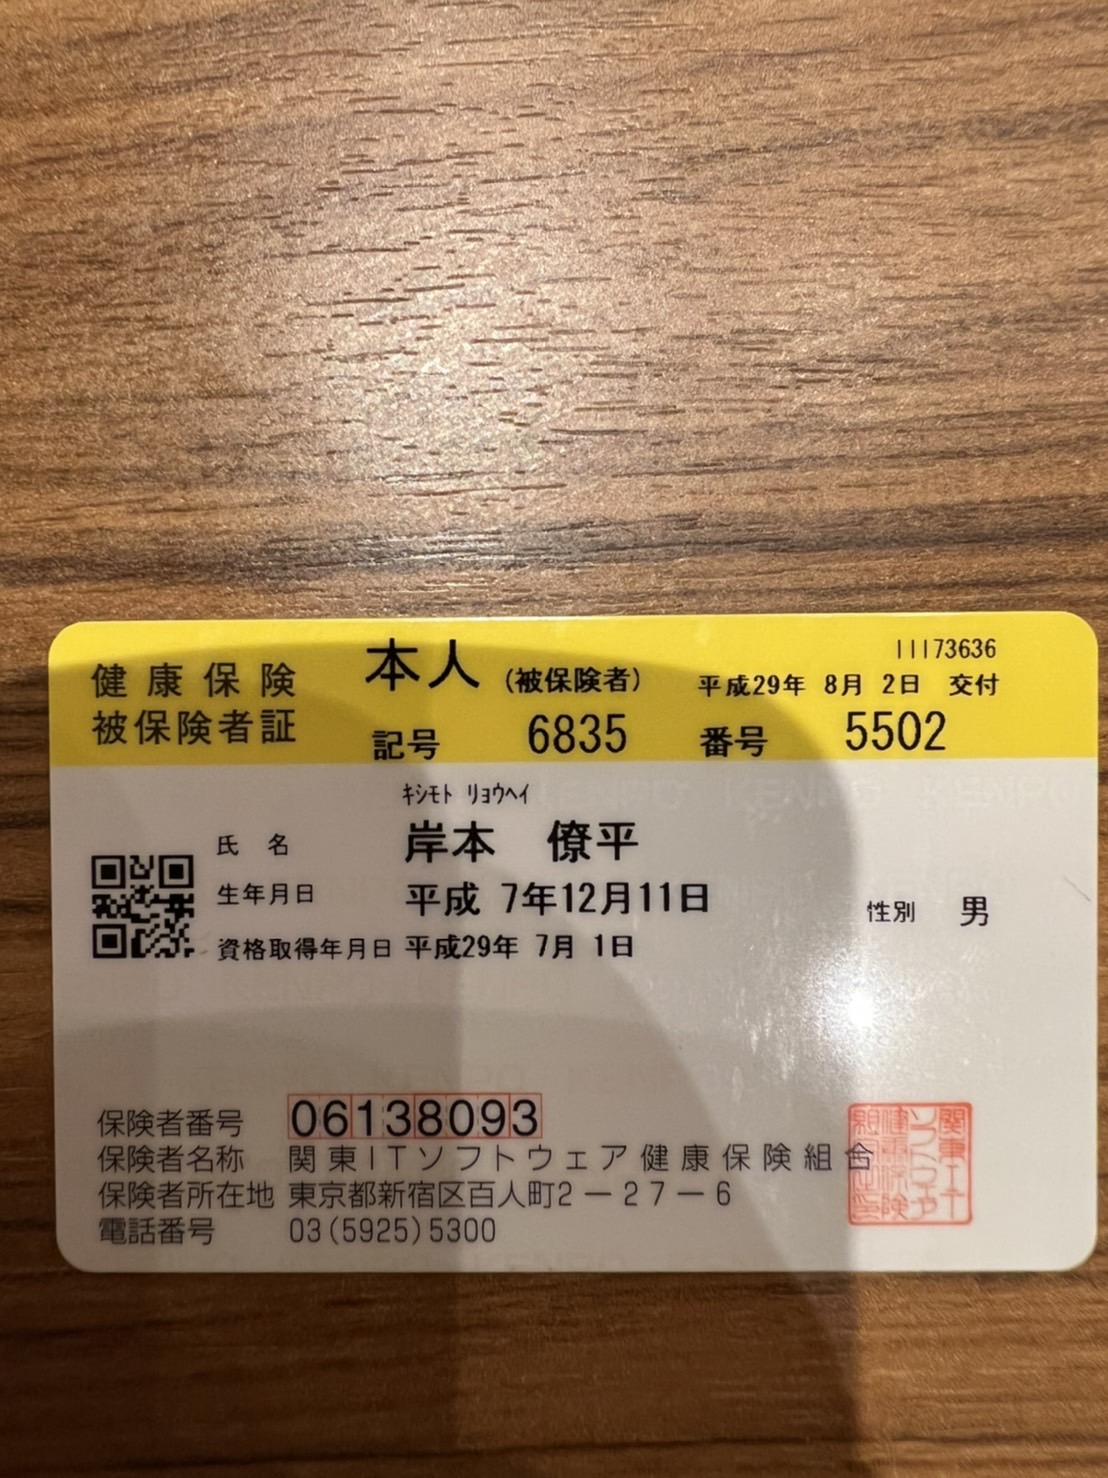 11173636
健康保険 本人 (被保険者) 平成29年 8月 2日 交付
被保険者証 記号 6835 番号 5502
ｷｼﾓﾄ ﾘｮｳﾍｲ
氏名 岸本 僚平
生年月日 平成 7年12月11日 性別 男
資格取得年月日 平成29年 7月 1日
保険者番号 06138093
保険者名称 関東ITソフトウェア健康保険組合
保険者所在地 東京都新宿区百人町2－27－6
電話番号 03(5925)5300